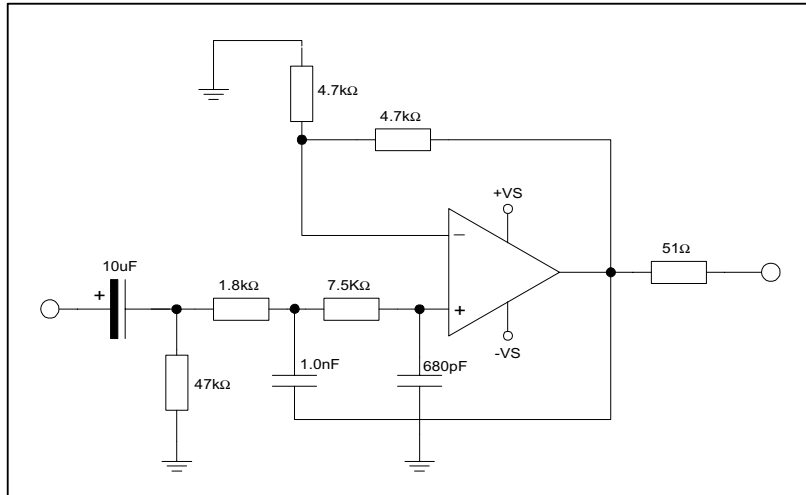 4.7kΩ
4.7kΩ
+VS
10uF
1.8kΩ
7.5KΩ
51Ω
−
+
+
-VS
1.0nF
680pF
47kΩ